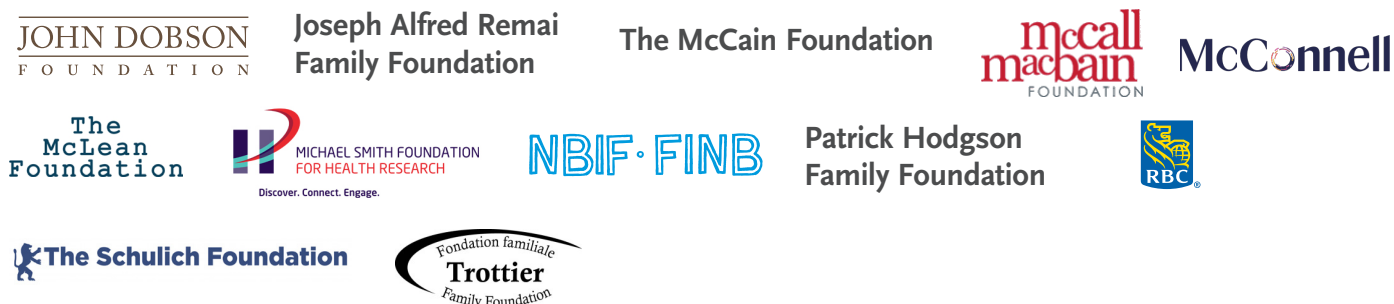 JOHN DOBSON
FOUNDATION
Joseph Alfred Remai
Family Foundation
The McCain Foundation
mccall
macbain
FOUNDATION
McConnell
The
McLean
Foundation
MICHAEL SMITH FOUNDATION
FOR HEALTH RESEARCH
Discover. Connect. Engage.
NBIF·FINB
Patrick Hodgson
Family Foundation
RBC
®
The Schulich Foundation
Fondation familiale
Trottier
Family Foundation